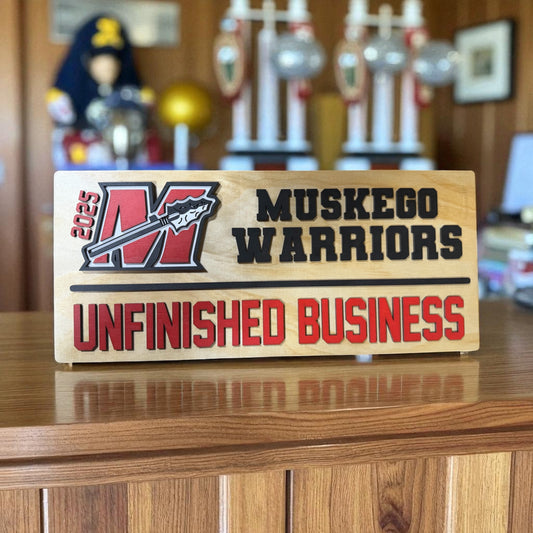 2025
M
MUSKEGO
WARRIORS
UNFINISHED BUSINESS